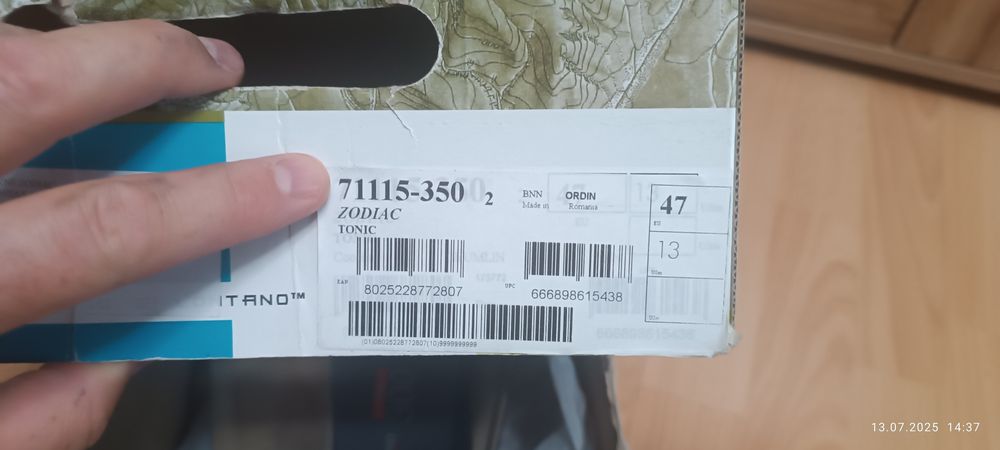 71115-350 2
BNN ORDIN
Made in Romania
47
EU
ZODIAC
TONIC
13
EAN
8025228772807
UPC
666898615438
ITANO™
(01)08025228772807(10)9999999999
13.07.2025 14:37